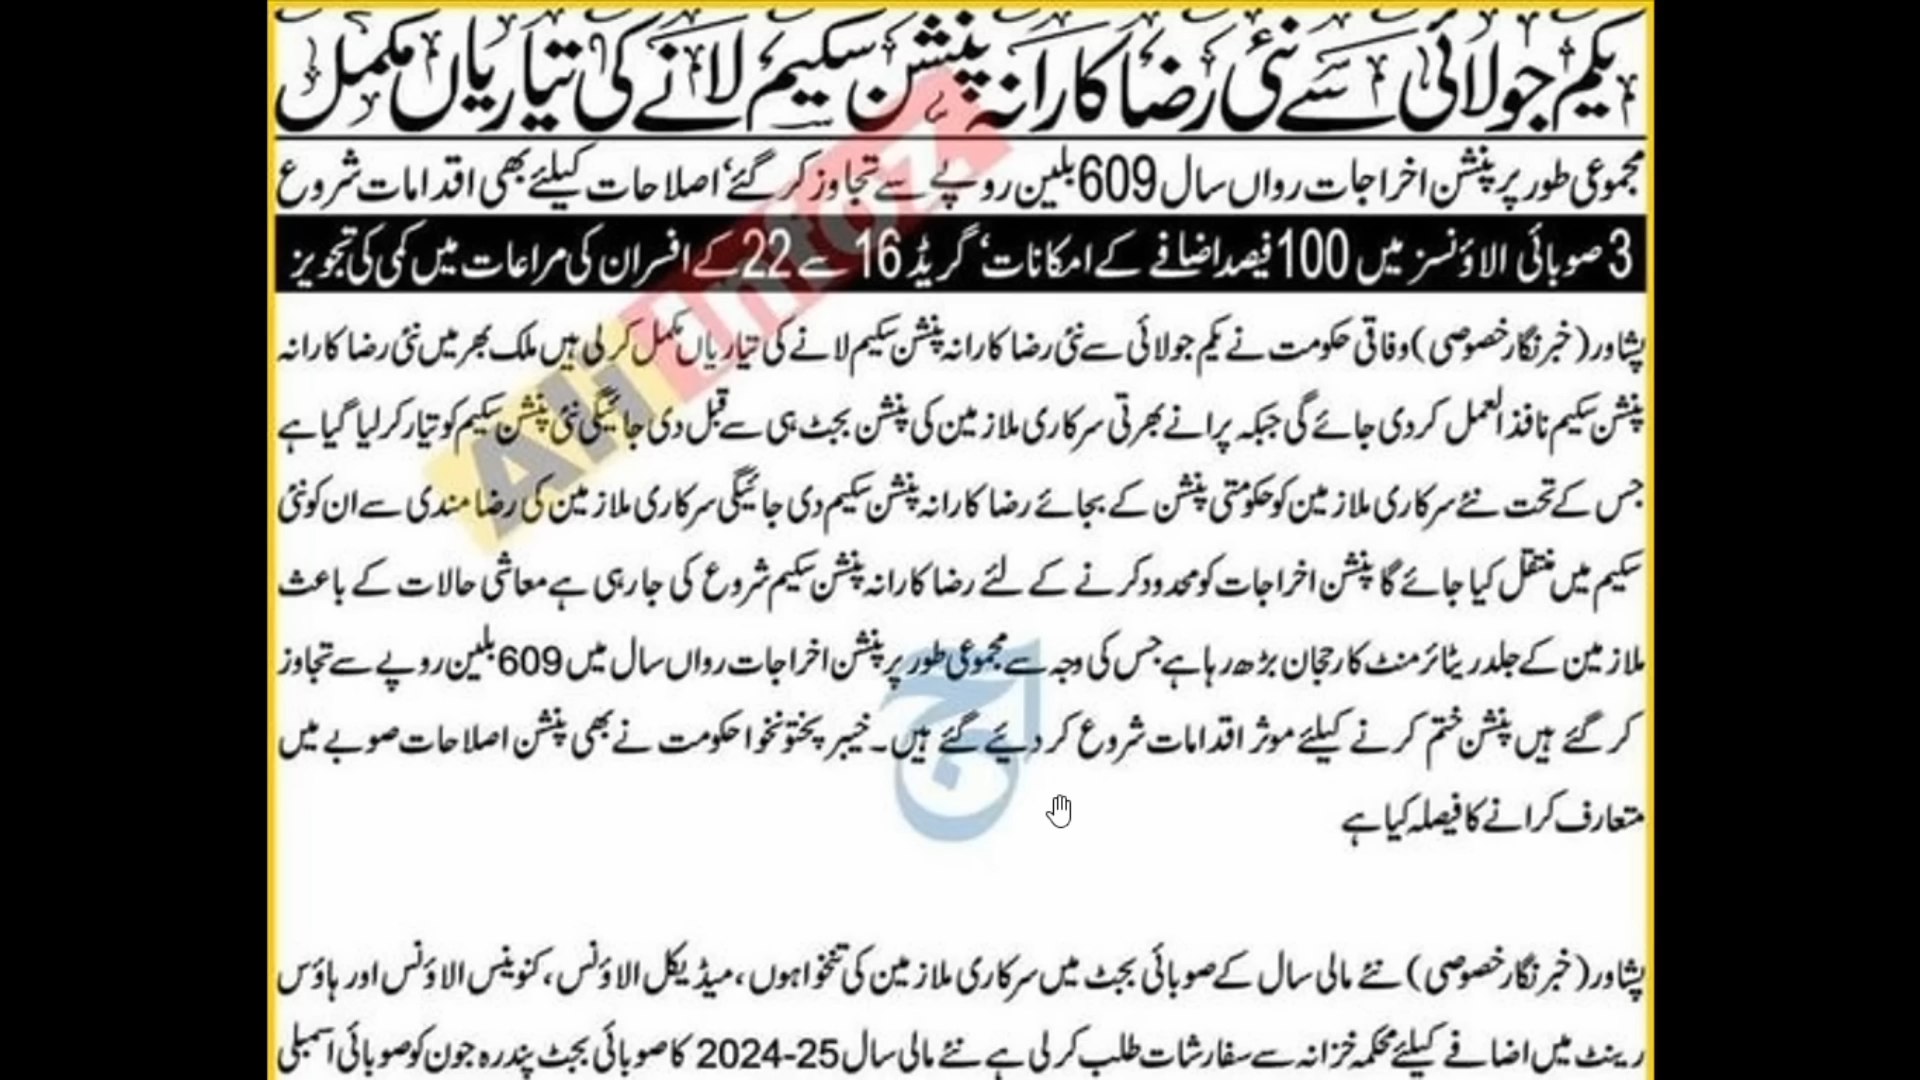 یکم جولائی سے نئی رضا کارانہ پنشن سکیم لانے کی تیاریاں مکمل
مجموعی طور پر پنشن اخراجات رواں سال 609 بلین روپے سے تجاوز کر گئے، اصلاحات کیلئے بھی اقدامات شروع
3 صوبائی الاؤنسز میں 100 فیصد اضافے کے امکانات، گریڈ 16 سے 22 کے افسران کی مراعات میں کمی کی تجویز
پشاور (خبر نگار خصوصی) وفاقی حکومت نے یکم جولائی سے نئی رضا کارانہ پنشن سکیم لانے کی تیاریاں مکمل کر لی ہیں ملک بھر میں نئی رضا کارانہ
پنشن سکیم نافذ العمل کر دی جائے گی جبکہ پرانے بھرتی سرکاری ملازمین کی پنشن بجٹ ہی سے قبل دی جائیگی نئی پنشن سکیم کو تیار کر لیا گیا ہے
جس کے تحت نئے سرکاری ملازمین کو حکومتی پنشن کے بجائے رضا کارانہ پنشن سکیم دی جائیگی سرکاری ملازمین کی رضا مندی سے ان کو نئی
سکیم میں منتقل کیا جائے گا پنشن اخراجات کو محدود کرنے کے لئے رضا کارانہ پنشن سکیم شروع کی جا رہی ہے معاشی حالات کے باعث
ملازمین کے جلد ریٹائرمنٹ کا رجحان بڑھ رہا ہے جس کی وجہ سے مجموعی طور پر پنشن اخراجات رواں سال میں 609 بلین روپے سے تجاوز
کر گئے ہیں پنشن ختم کرنے کیلئے موثر اقدامات شروع کر دیئے گئے ہیں۔ خیبر پختونخوا حکومت نے بھی پنشن اصلاحات صوبے میں
متعارف کرانے کا فیصلہ کیا ہے
پشاور (خبر نگار خصوصی) نئے مالی سال کے صوبائی بجٹ میں سرکاری ملازمین کی تنخواہوں، میڈیکل الاؤنس، کنوینس الاؤنس اور ہاؤس
رینٹ میں اضافے کیلئے محکمہ خزانہ سے سفارشات طلب کر لی ہے نئے مالی سال 2024-25 کا صوبائی بجٹ پندرہ جون کو صوبائی اسمبلی
Ali Infoz
آج